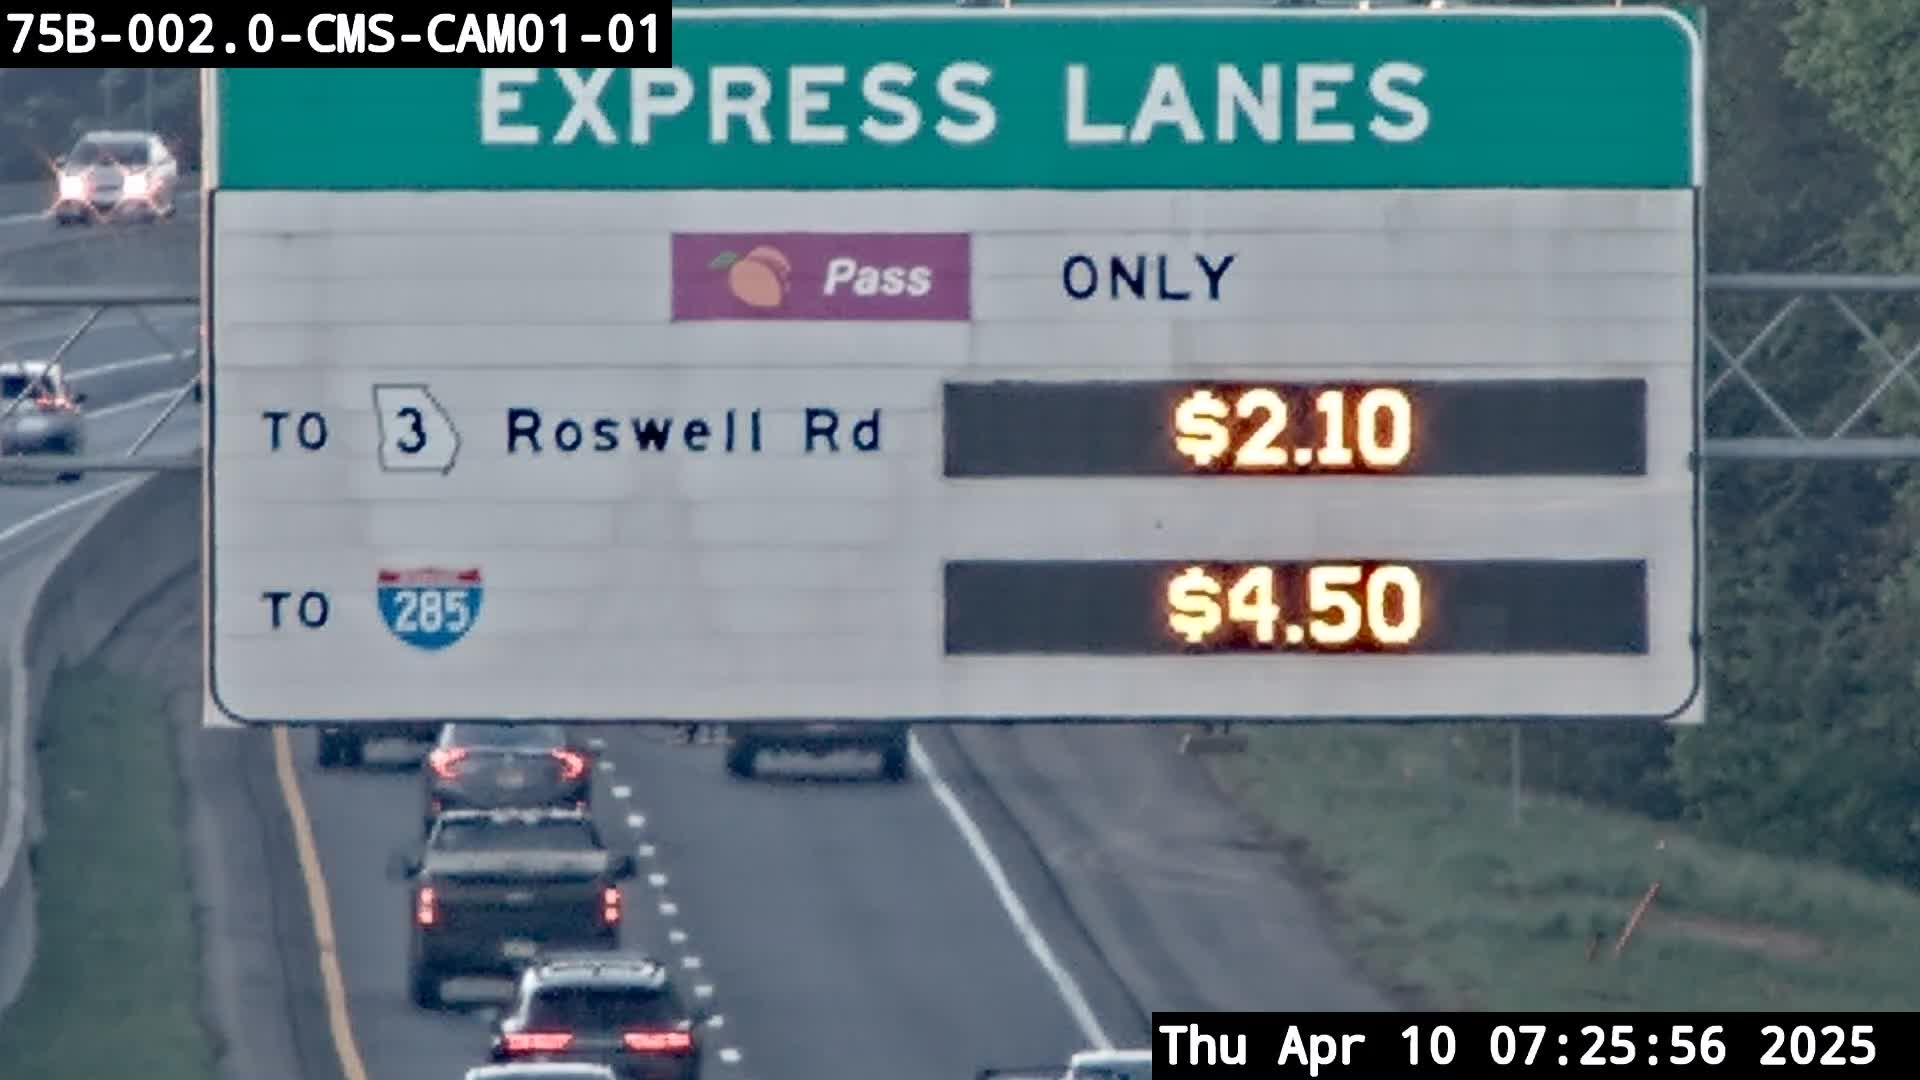 75B-002.0-CMS-CAM01-01
EXPRESS LANES
Pass ONLY
TO 3 Roswell Rd $2.10
TO 285 $4.50
Thu Apr 10 07:25:56 2025